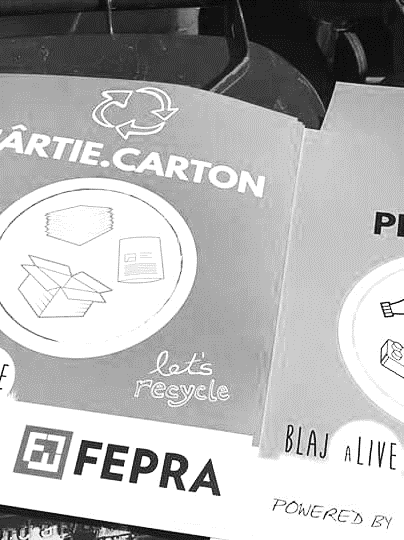 ÂRTIE.CARTON
let's
recycle
FEPRA
BLAJ aLIVE
POWERED BY